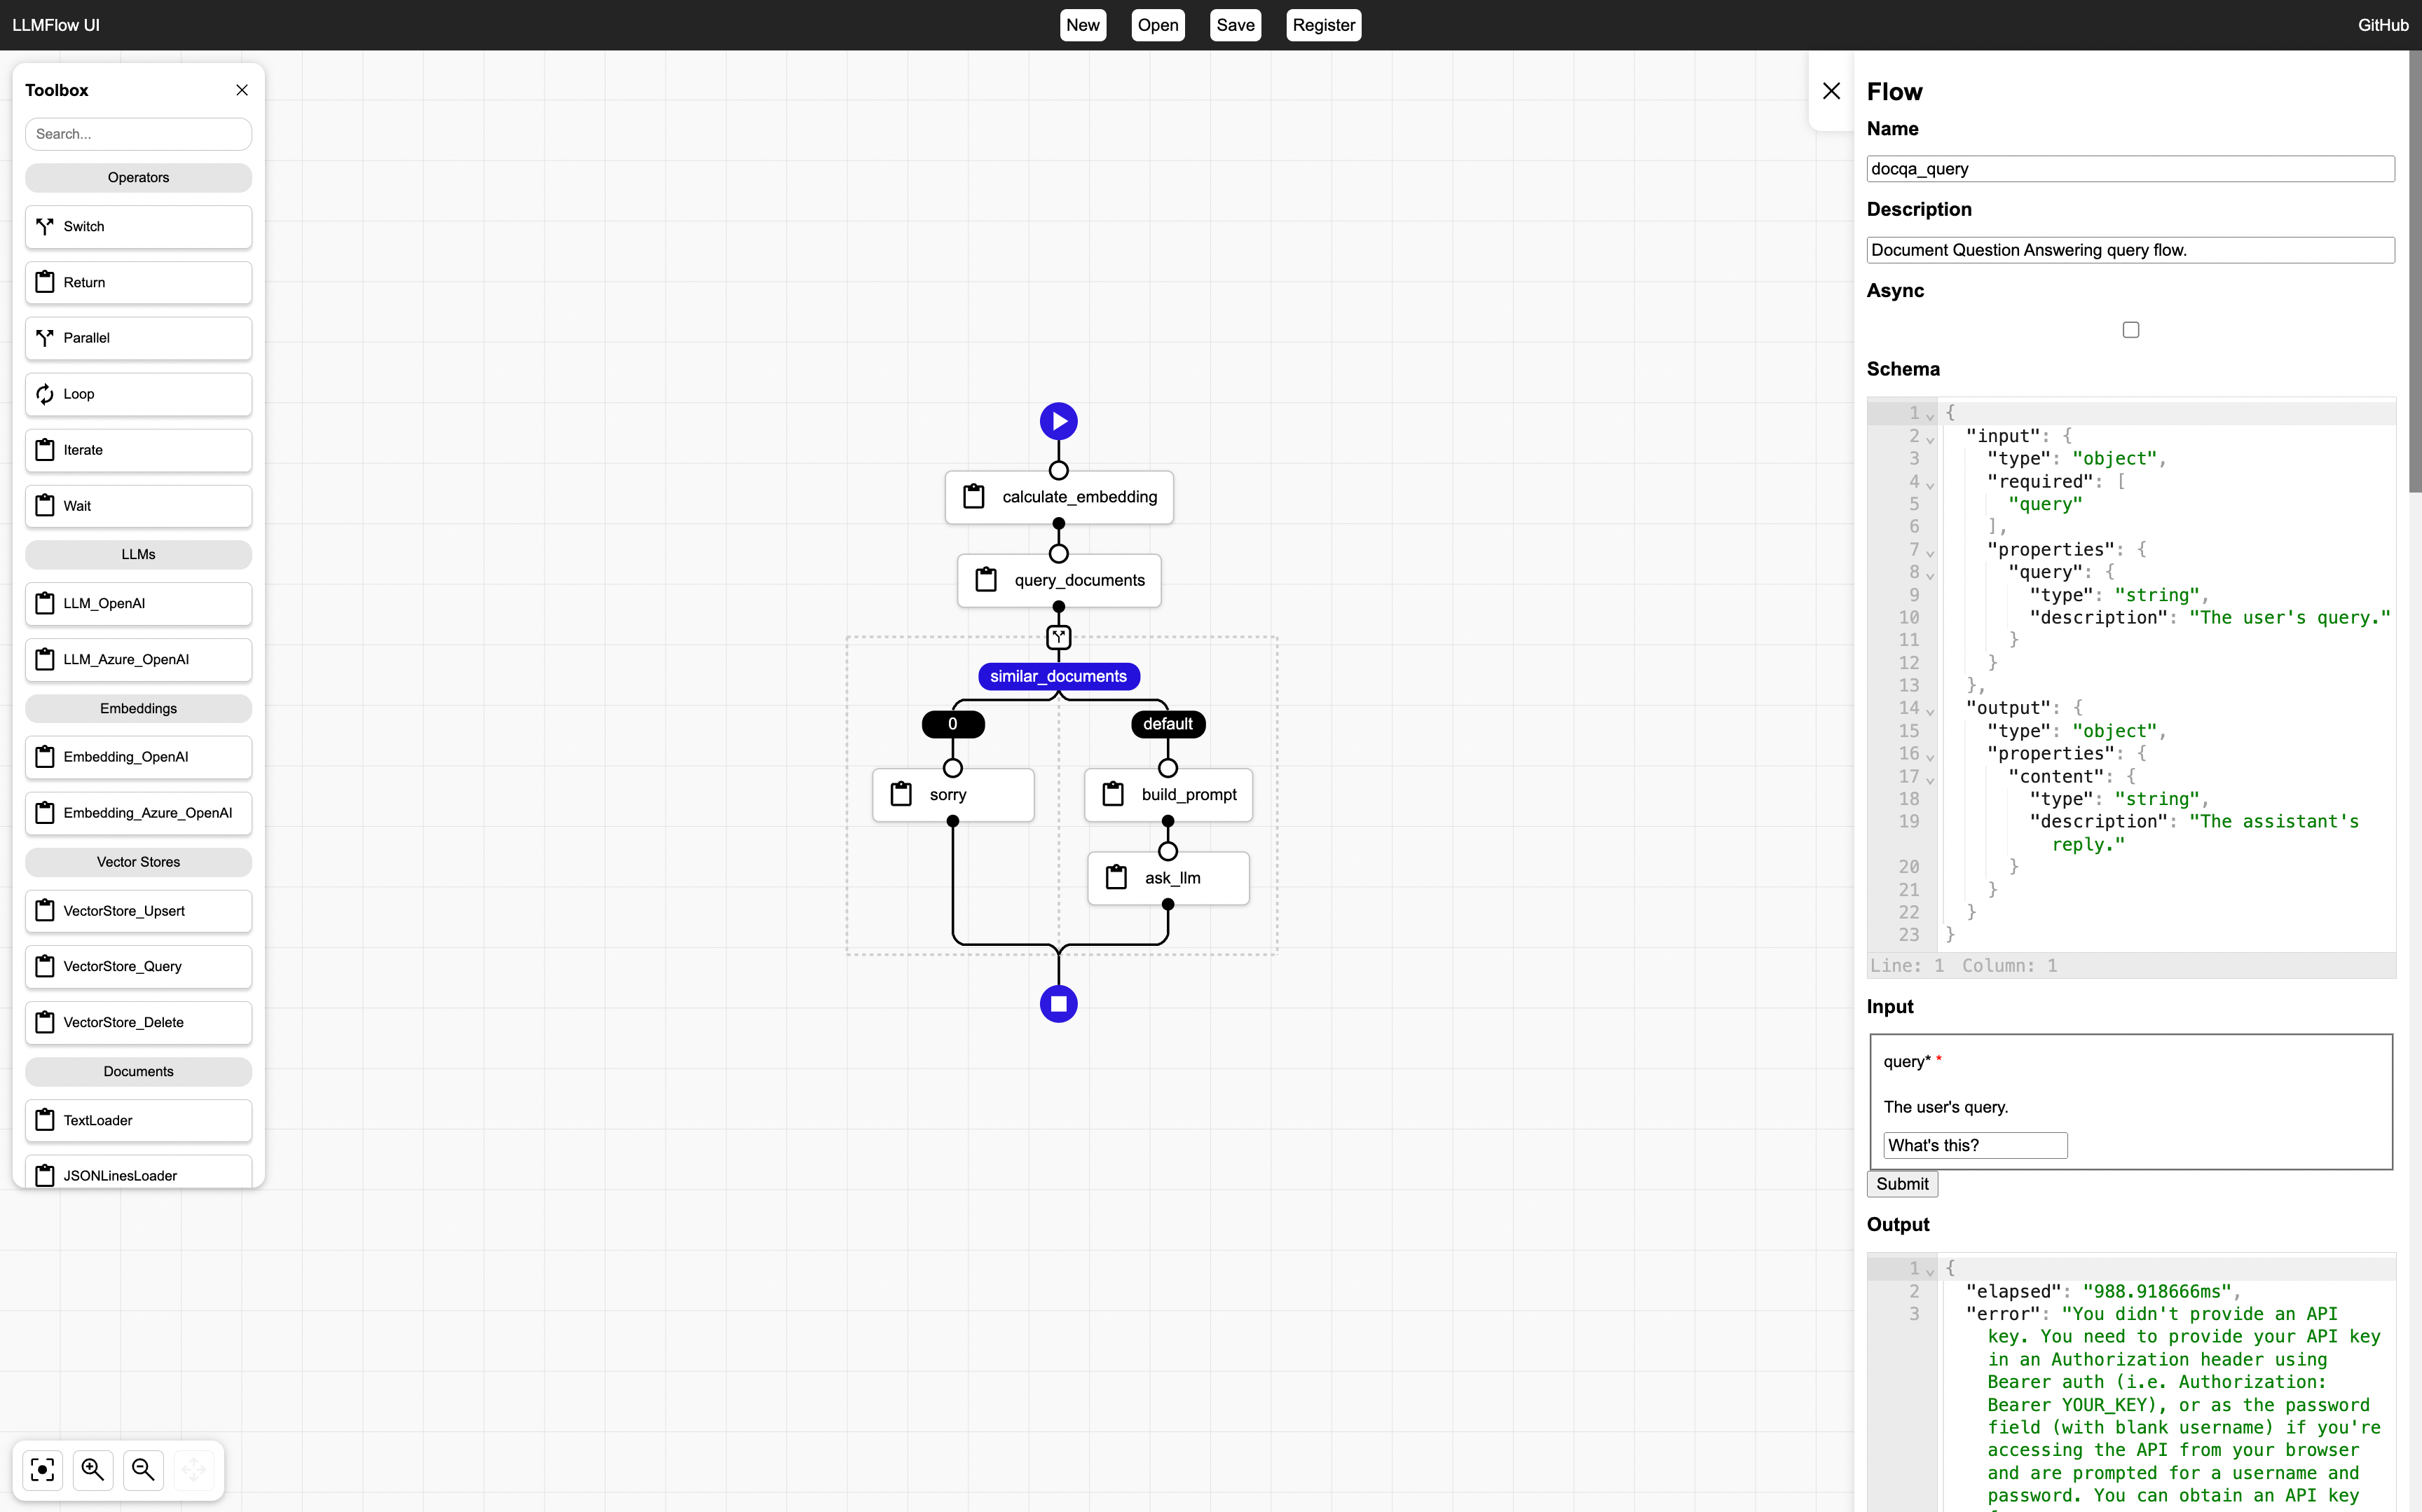 LLMFlow UI
New
Open
Save
Register
GitHub
Toolbox
Search...
Operators
Switch
Return
Parallel
Loop
Iterate
Wait
LLMs
LLM_OpenAI
LLM_Azure_OpenAI
Embeddings
Embedding_OpenAI
Embedding_Azure_OpenAI
Vector Stores
VectorStore_Upsert
VectorStore_Query
VectorStore_Delete
Documents
TextLoader
JSONLinesLoader
calculate_embedding
query_documents
similar_documents
0
default
sorry
build_prompt
ask_llm
Flow
Name
docqa_query
Description
Document Question Answering query flow.
Async
Schema
1 {
2 "input": {
3 "type": "object",
4 "required": [
5 "query"
6 ],
7 "properties": {
8 "query": {
9 "type": "string",
10 "description": "The user's query."
11 }
12 }
13 },
14 "output": {
15 "type": "object",
16 "properties": {
17 "content": {
18 "type": "string",
19 "description": "The assistant's
reply."
20 }
21 }
22 }
23 }
Line: 1 Column: 1
Input
query* *
The user's query.
What's this?
Submit
Output
1 {
2 "elapsed": "988.918666ms",
3 "error": "You didn't provide an API
key. You need to provide your API key
in an Authorization header using
Bearer auth (i.e. Authorization:
Bearer YOUR_KEY), or as the password
field (with blank username) if you're
accessing the API from your browser
and are prompted for a username and
password. You can obtain an API key